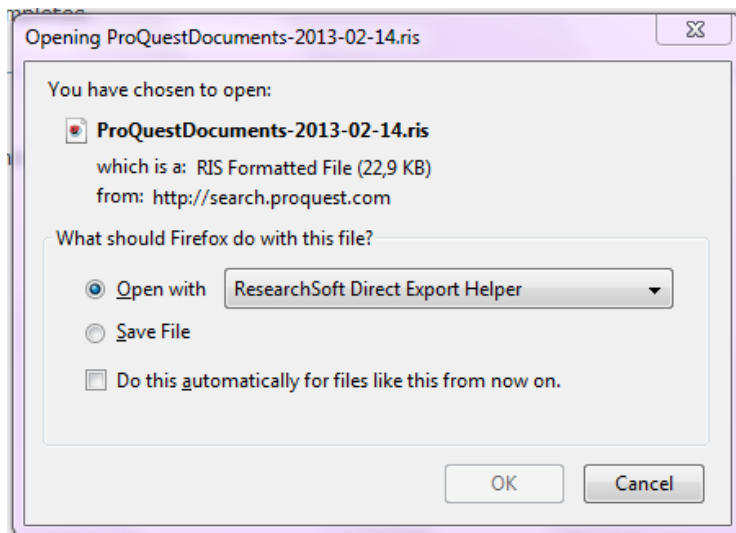 Opening ProQuestDocuments-2013-02-14.ris
You have chosen to open:
ProQuestDocuments-2013-02-14.ris
which is a: RIS Formatted File (22,9 KB)
from: http://search.proquest.com
What should Firefox do with this file?
Open with ResearchSoft Direct Export Helper
Save File
Do this automatically for files like this from now on.
OK Cancel